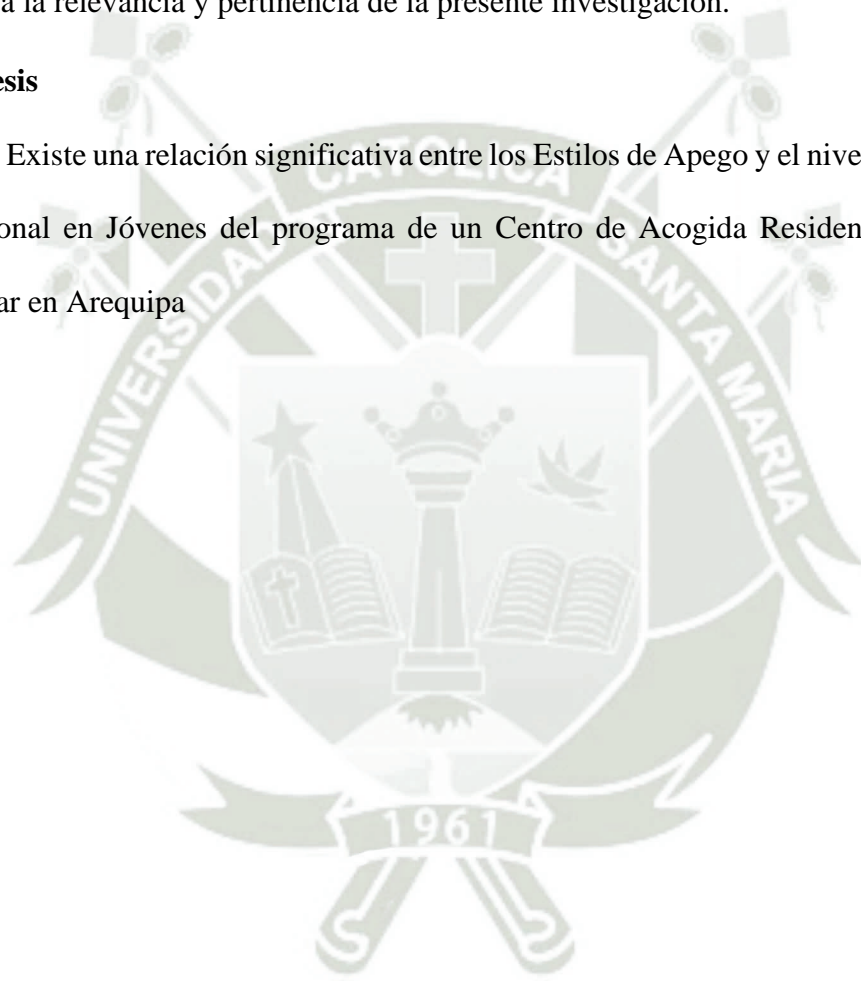 a la relevancia y pertinencia de la presente investigación.
esis
Existe una relación significativa entre los Estilos de Apego y el nive
onal en Jóvenes del programa de un Centro de Acogida Residen
ar en Arequipa
UNIVERSIDAD CATOLICA SANTA MARIA
1961